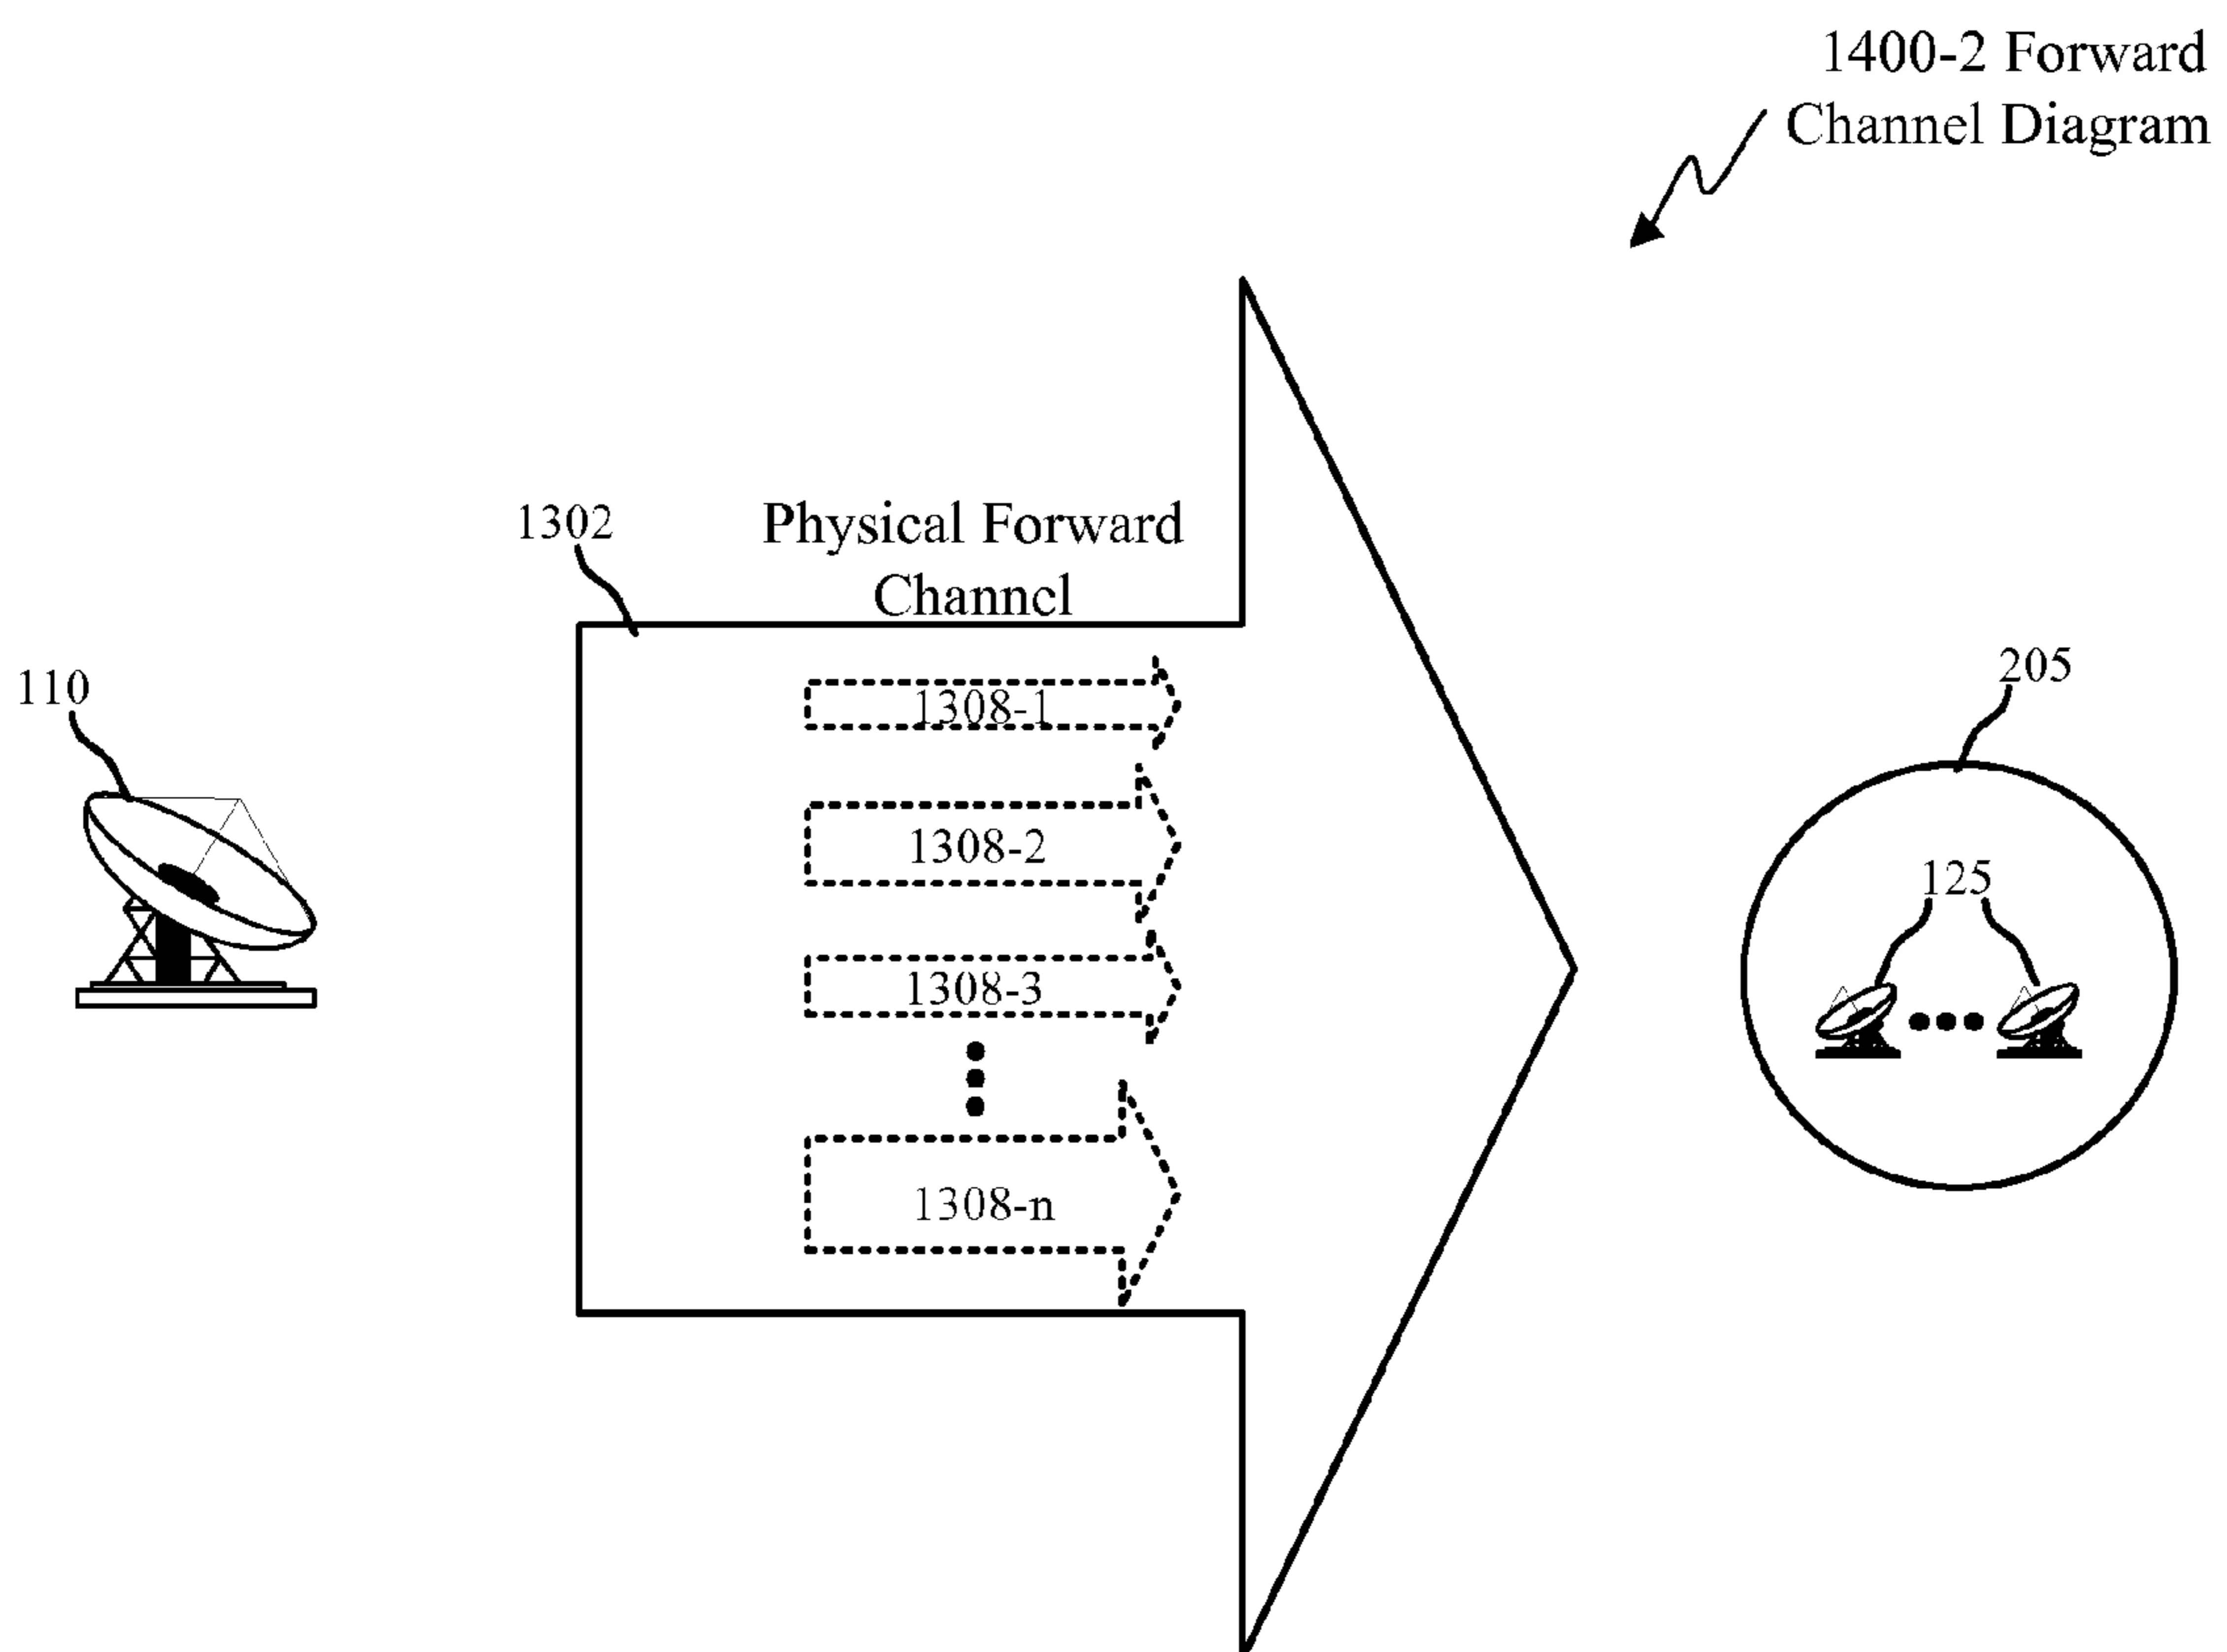 1400-2 Forward
Channel Diagram
1302
Physical Forward
Channel
110
1308-1
205
1308-2
125
1308-3
1308-n